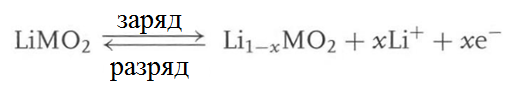 заряд
LiMO₂ ⇌ Li₁₋ₓMO₂ + xLi⁺ + xe⁻
разряд